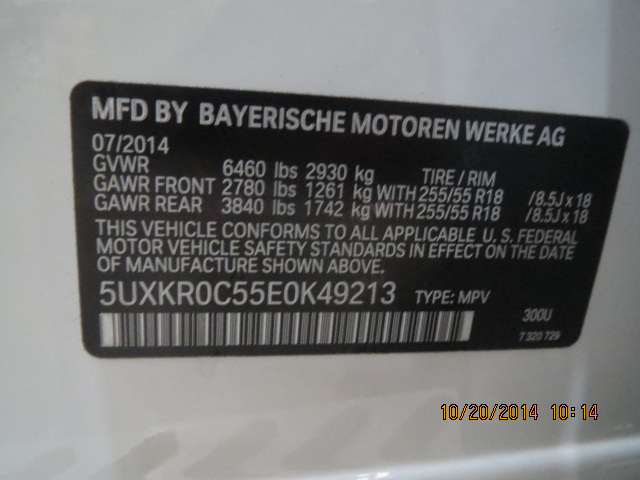 MFD BY BAYERISCHE MOTOREN WERKE AG
07/2014
GVWR 6460 lbs 2930 kg TIRE / RIM
GAWR FRONT 2780 lbs 1261 kg WITH 255/55 R18 /8.5J x 18
GAWR REAR 3840 lbs 1742 kg WITH 255/55 R18 /8.5J x 18
THIS VEHICLE CONFORMS TO ALL APPLICABLE U. S. FEDERAL
MOTOR VEHICLE SAFETY STANDARDS IN EFFECT ON THE DATE
OF MANUFACTURE SHOWN ABOVE.
5UXKR0C55E0K49213 TYPE: MPV
300U
7 320 729
10/20/2014 10:14